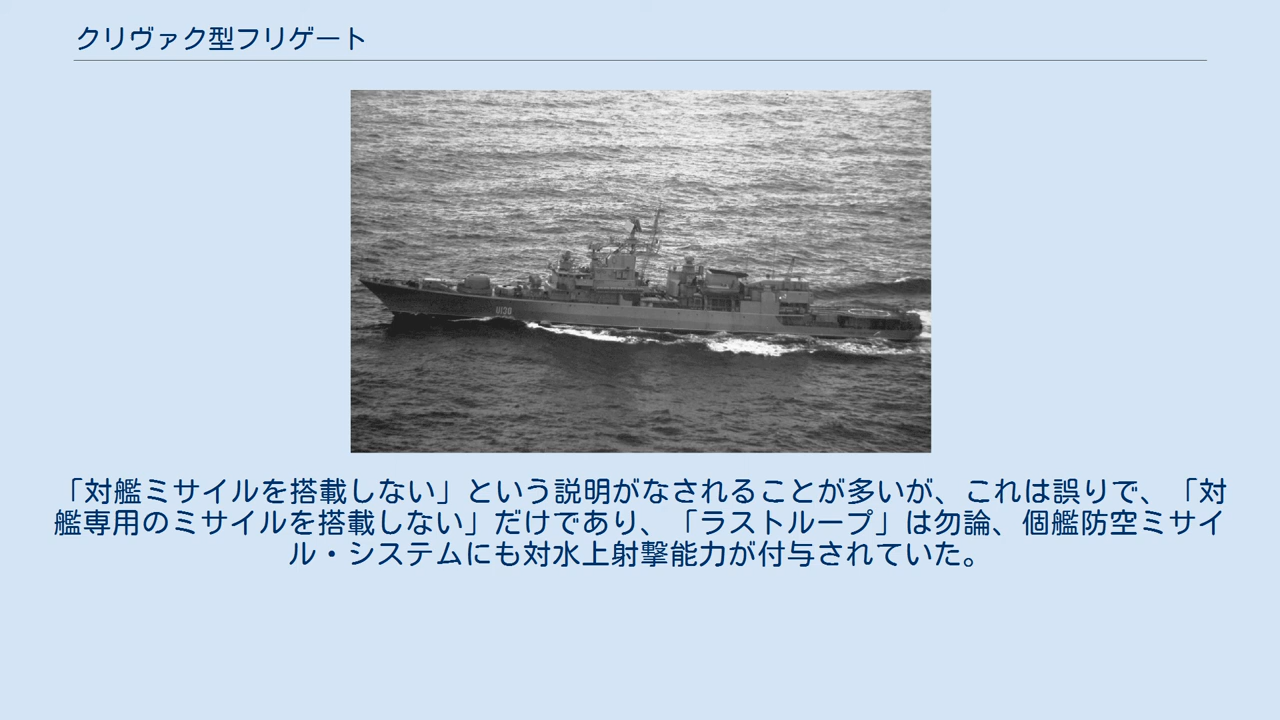 クリヴァク型フリゲート
U130
「対艦ミサイルを搭載しない」という説明がなされることが多いが、これは誤りで、「対
艦専用のミサイルを搭載しない」だけであり、「ラストループ」は勿論、個艦防空ミサイ
ル・システムにも対水上射撃能力が付与されていた。